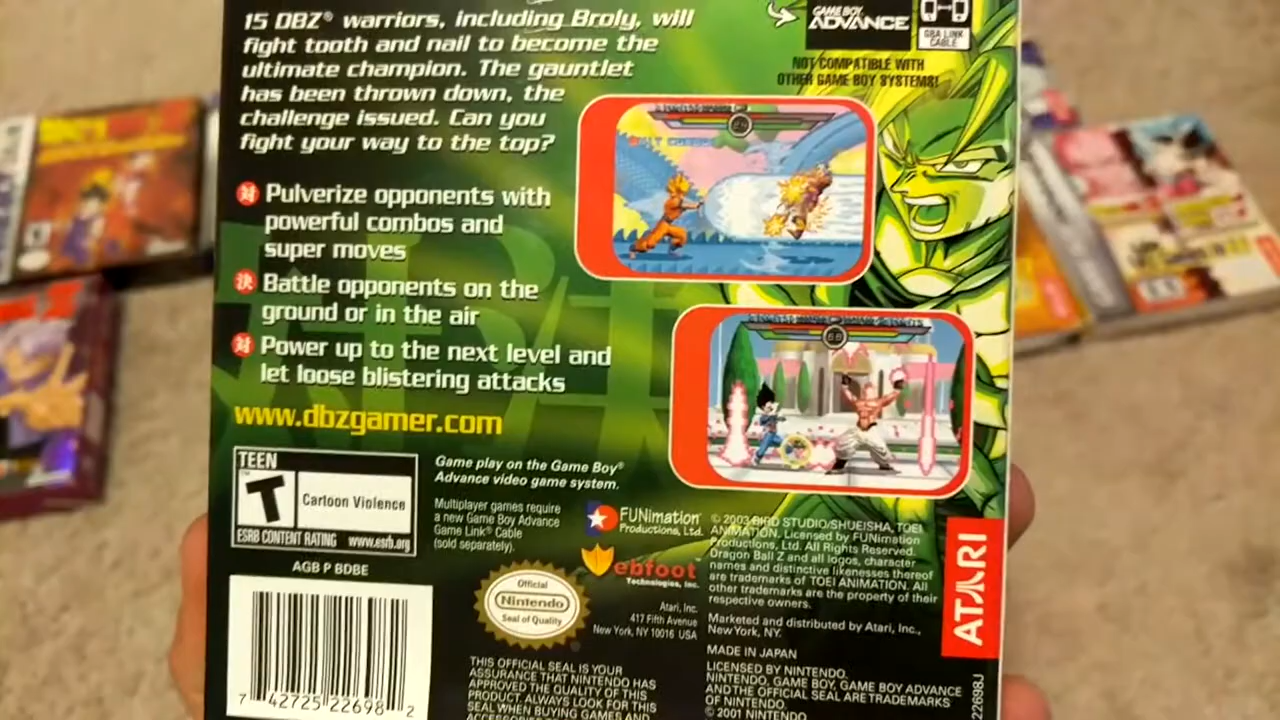 15 DBZ® warriors, including Broly, will
fight tooth and nail to become the
ultimate champion. The gauntlet
has been thrown down, the
challenge issued. Can you
fight your way to the top?
GAME BOY
ADVANCE
GBA LINK
CABLE
NOT COMPATIBLE WITH
OTHER GAME BOY SYSTEMS!
対 Pulverize opponents with
powerful combos and
super moves
決 Battle opponents on the
ground or in the air
対 Power up to the next level and
let loose blistering attacks
www.dbzgamer.com
TEEN
T
Cartoon Violence
ESRB CONTENT RATING www.esrb.org
Game play on the Game Boy®
Advance video game system.
Multiplayer games require
a new Game Boy Advance
Game Link® Cable
(sold separately).
FUNimation
Productions, Ltd.
Webfoot
Technologies, Inc.
Atari, Inc.
417 Fifth Avenue
New York, NY 10016 USA
© 2003 BIRD STUDIO/SHUEISHA, TOEI
ANIMATION. Licensed by FUNimation
Productions, Ltd. All Rights Reserved.
Dragon Ball Z and all logos, character
names and distinctive likenesses thereof
are trademarks of TOEI ANIMATION. All
other trademarks are the property of their
respective owners.
Marketed and distributed by Atari, Inc.,
New York, NY.
MADE IN JAPAN
LICENSED BY NINTENDO.
NINTENDO, GAME BOY, GAME BOY ADVANCE
AND THE OFFICIAL SEAL ARE TRADEMARKS
OF NINTENDO.
© 2001 NINTENDO
ATARI
22698J
AGB P BDBE
7 42725 22698 2
Official
Nintendo
Seal of Quality
THIS OFFICIAL SEAL IS YOUR
ASSURANCE THAT NINTENDO HAS
APPROVED THE QUALITY OF THIS
PRODUCT. ALWAYS LOOK FOR THIS
SEAL WHEN BUYING GAMES AND